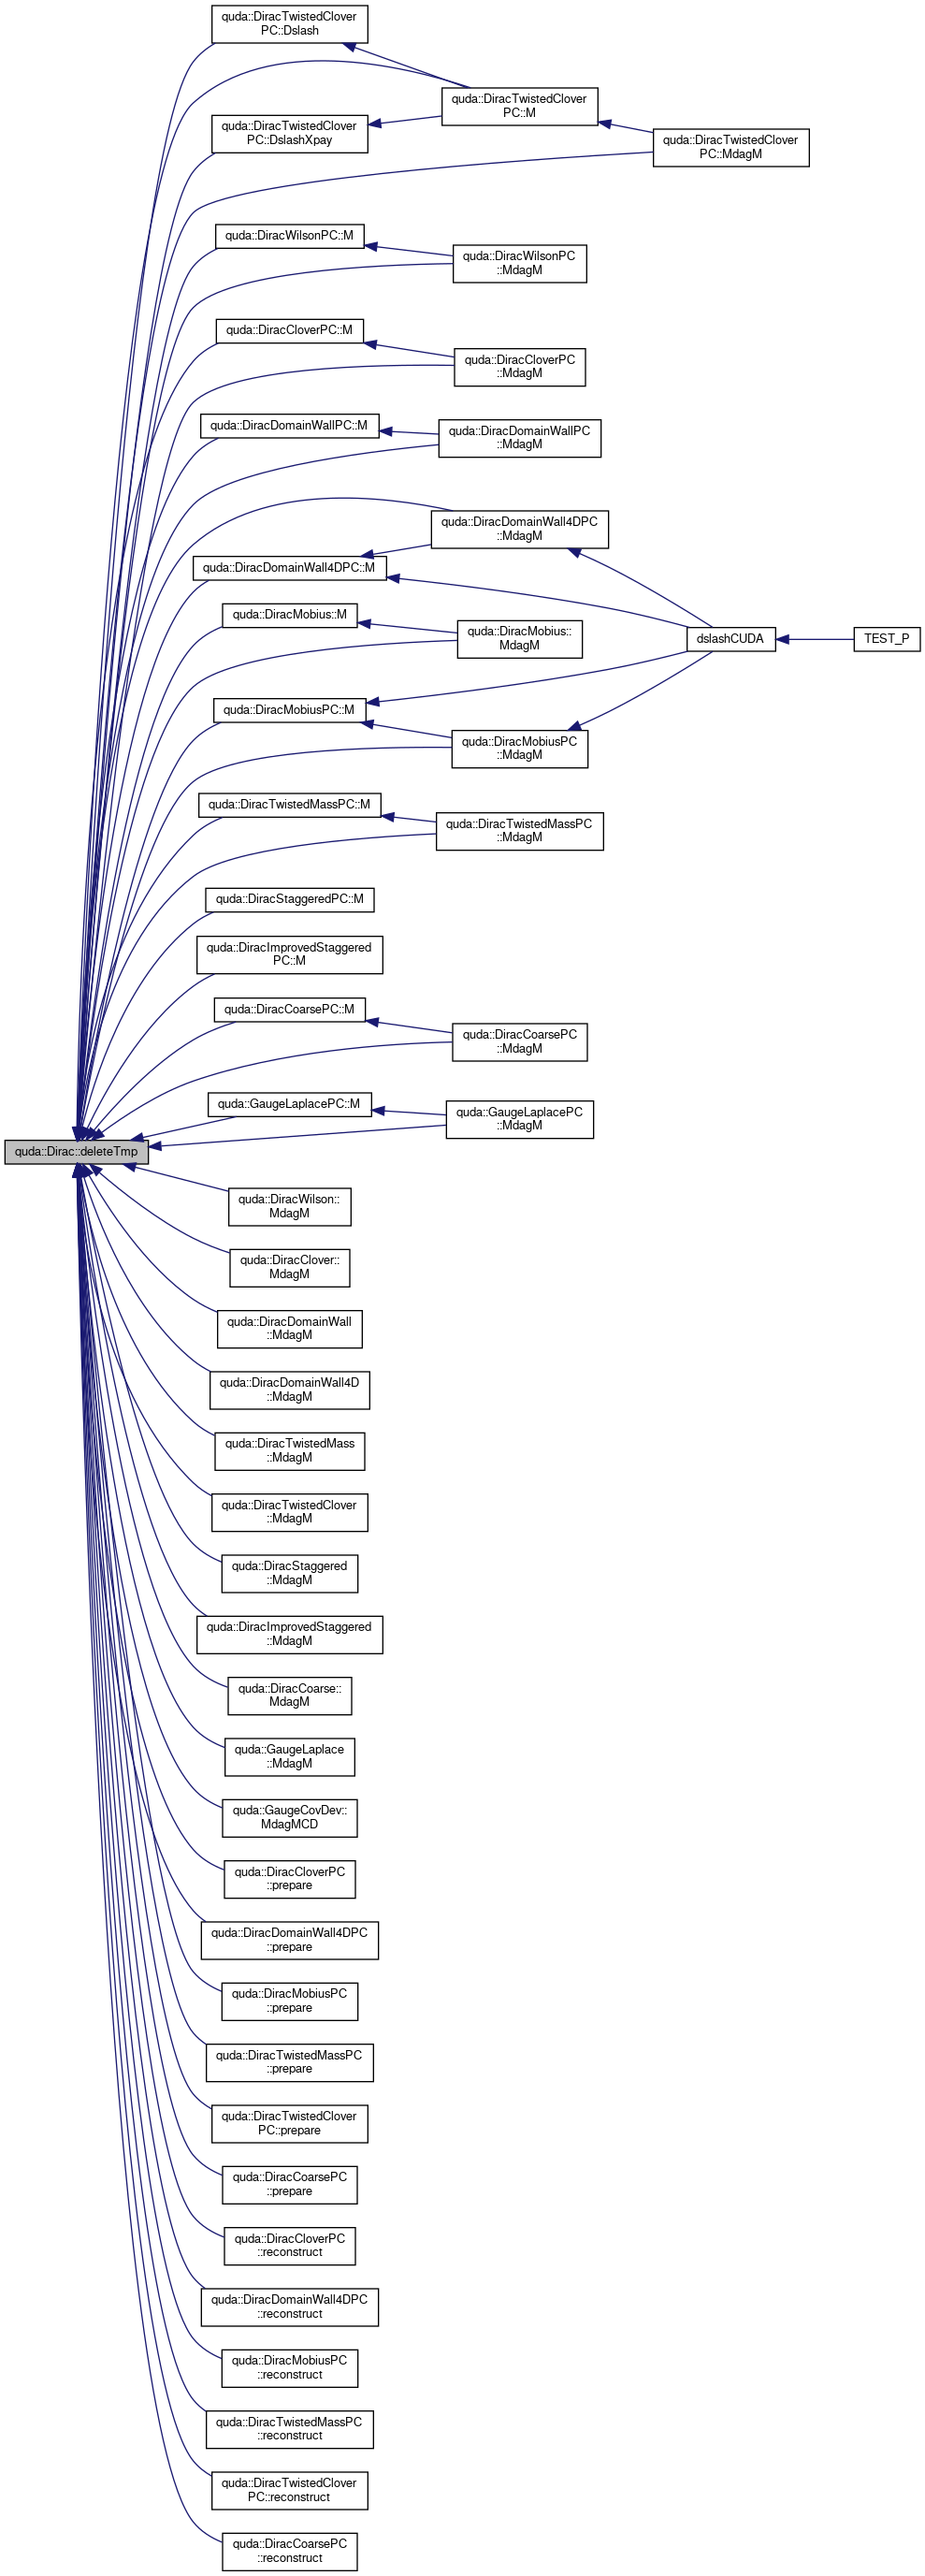 quda::DiracTwistedClover
PC::Dslash
quda::DiracTwistedClover
PC::M
quda::DiracTwistedClover
PC::DslashXpay
quda::DiracTwistedClover
PC::MdagM
quda::DiracWilsonPC::M
quda::DiracWilsonPC
::MdagM
quda::DiracCloverPC::M
quda::DiracCloverPC
::MdagM
quda::DiracDomainWallPC::M
quda::DiracDomainWallPC
::MdagM
quda::DiracDomainWall4DPC
::MdagM
quda::DiracDomainWall4DPC::M
quda::DiracMobius::M
quda::DiracMobius::
MdagM
dslashCUDA
TEST_P
quda::DiracMobiusPC::M
quda::DiracMobiusPC
::MdagM
quda::DiracTwistedMassPC::M
quda::DiracTwistedMassPC
::MdagM
quda::DiracStaggeredPC::M
quda::DiracImprovedStaggered
PC::M
quda::DiracCoarsePC::M
quda::DiracCoarsePC
::MdagM
quda::GaugeLaplacePC::M
quda::GaugeLaplacePC
::MdagM
quda::Dirac::deleteTmp
quda::DiracWilson::
MdagM
quda::DiracClover::
MdagM
quda::DiracDomainWall
::MdagM
quda::DiracDomainWall4D
::MdagM
quda::DiracTwistedMass
::MdagM
quda::DiracTwistedClover
::MdagM
quda::DiracStaggered
::MdagM
quda::DiracImprovedStaggered
::MdagM
quda::DiracCoarse::
MdagM
quda::GaugeLaplace
::MdagM
quda::GaugeCovDev::
MdagMCD
quda::DiracCloverPC
::prepare
quda::DiracDomainWall4DPC
::prepare
quda::DiracMobiusPC
::prepare
quda::DiracTwistedMassPC
::prepare
quda::DiracTwistedClover
PC::prepare
quda::DiracCoarsePC
::prepare
quda::DiracCloverPC
::reconstruct
quda::DiracDomainWall4DPC
::reconstruct
quda::DiracMobiusPC
::reconstruct
quda::DiracTwistedMassPC
::reconstruct
quda::DiracTwistedClover
PC::reconstruct
quda::DiracCoarsePC
::reconstruct